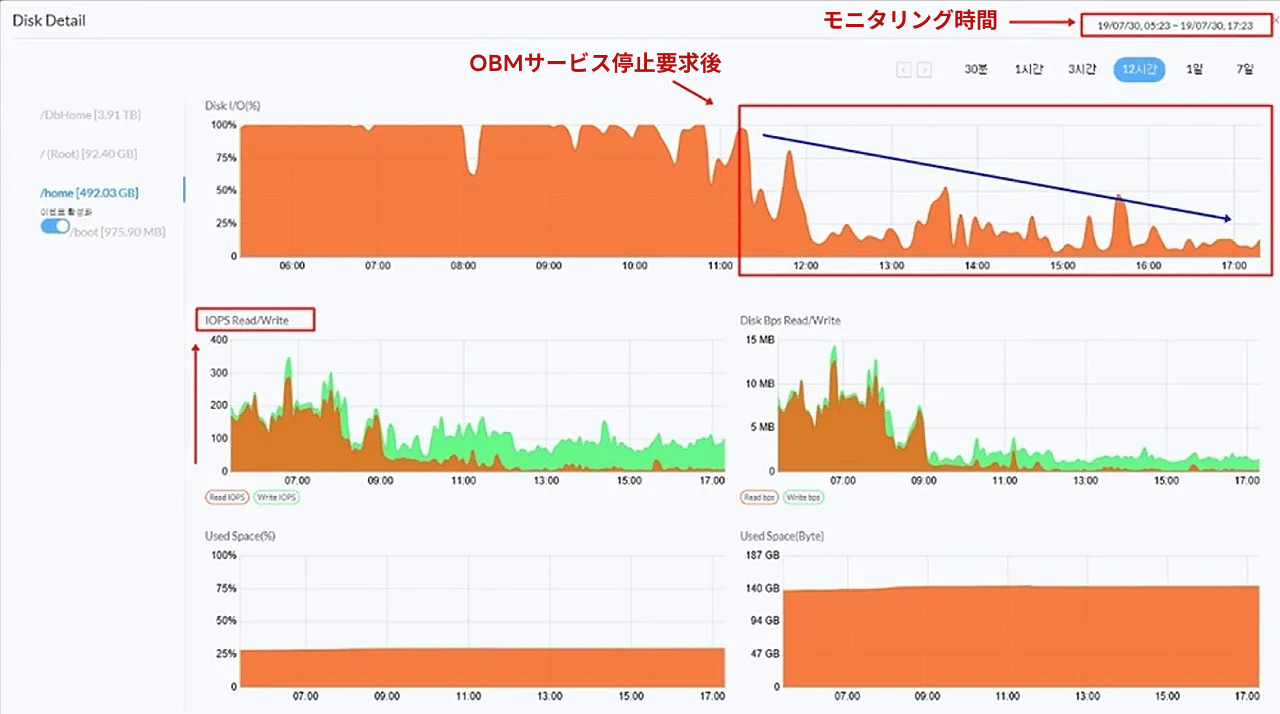 Disk Detail
モニタリング時間
19/07/30, 05:23 ~ 19/07/30, 17:23
OBMサービス停止要求後
30분 1시간 3시간 12시간 1일 7일
/DbHome [3.91 TB]
/ (Root) [92.40 GB]
/home [492.03 GB]
이벤트 활성화
/boot [975.90 MB]
Disk I/O(%)
100%
75%
50%
25%
0
06:00 07:00 08:00 09:00 10:00 11:00 12:00 13:00 14:00 15:00 16:00 17:00
IOPS Read/Write
400
300
200
100
0
07:00 09:00 11:00 13:00 15:00 17:00
Read IOPS Write IOPS
Disk Bps Read/Write
15 MB
10 MB
5 MB
0
07:00 09:00 11:00 13:00 15:00 17:00
Read bps Write bps
Used Space(%)
100%
75%
50%
25%
0
07:00 09:00 11:00 13:00 15:00 17:00
Used Space(Byte)
187 GB
140 GB
94 GB
47 GB
0
07:00 09:00 11:00 13:00 15:00 17:00